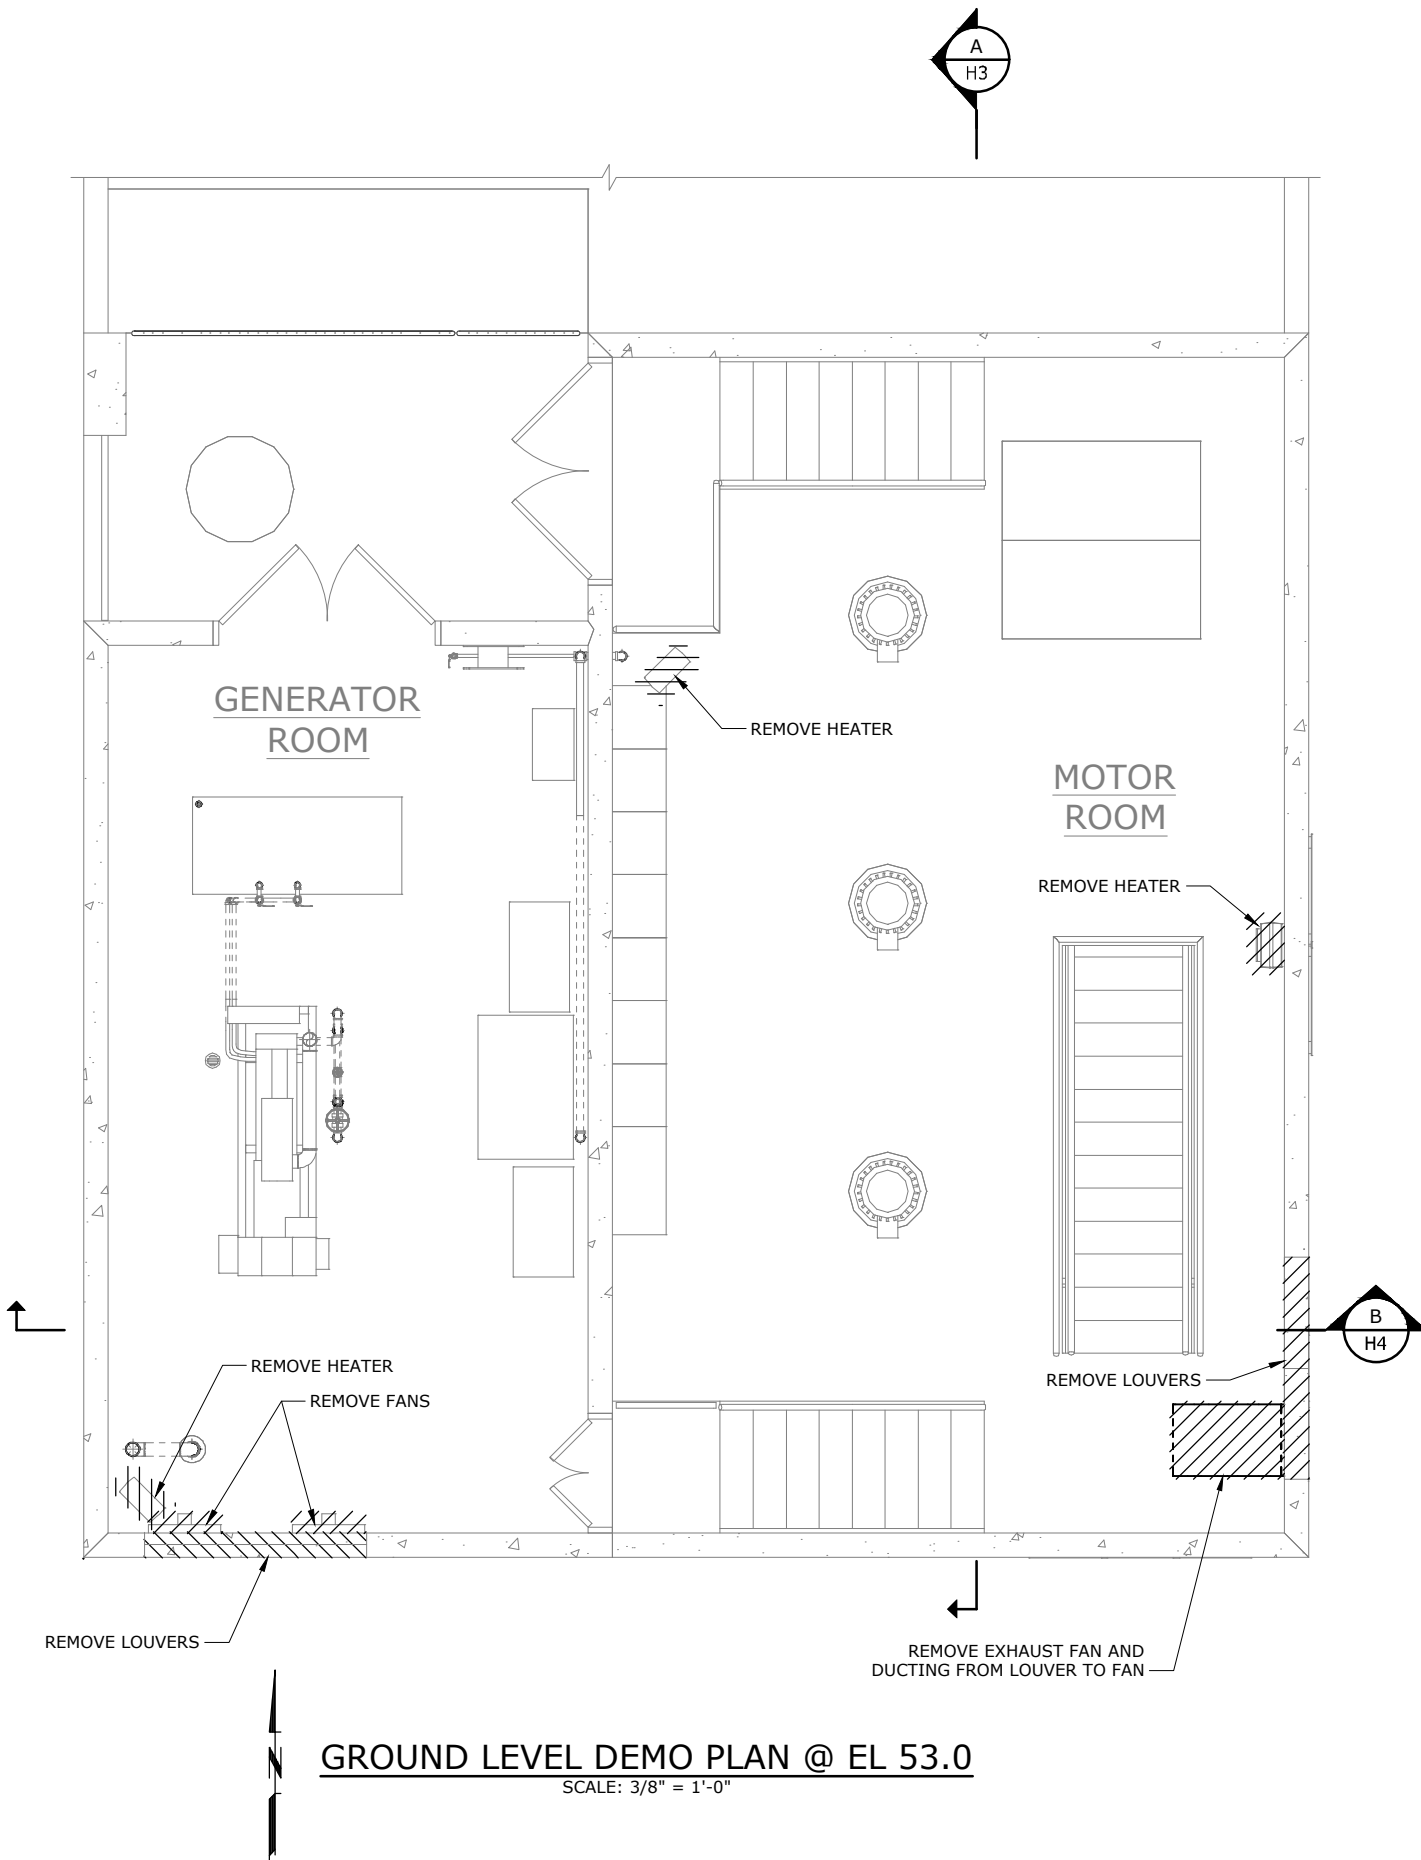 A
H3
GENERATOR
ROOM
REMOVE HEATER
MOTOR
ROOM
REMOVE HEATER
B
H4
REMOVE HEATER
REMOVE LOUVERS
REMOVE FANS
REMOVE LOUVERS
REMOVE EXHAUST FAN AND
DUCTING FROM LOUVER TO FAN
N
GROUND LEVEL DEMO PLAN @ EL 53.0
SCALE: 3/8" = 1'-0"